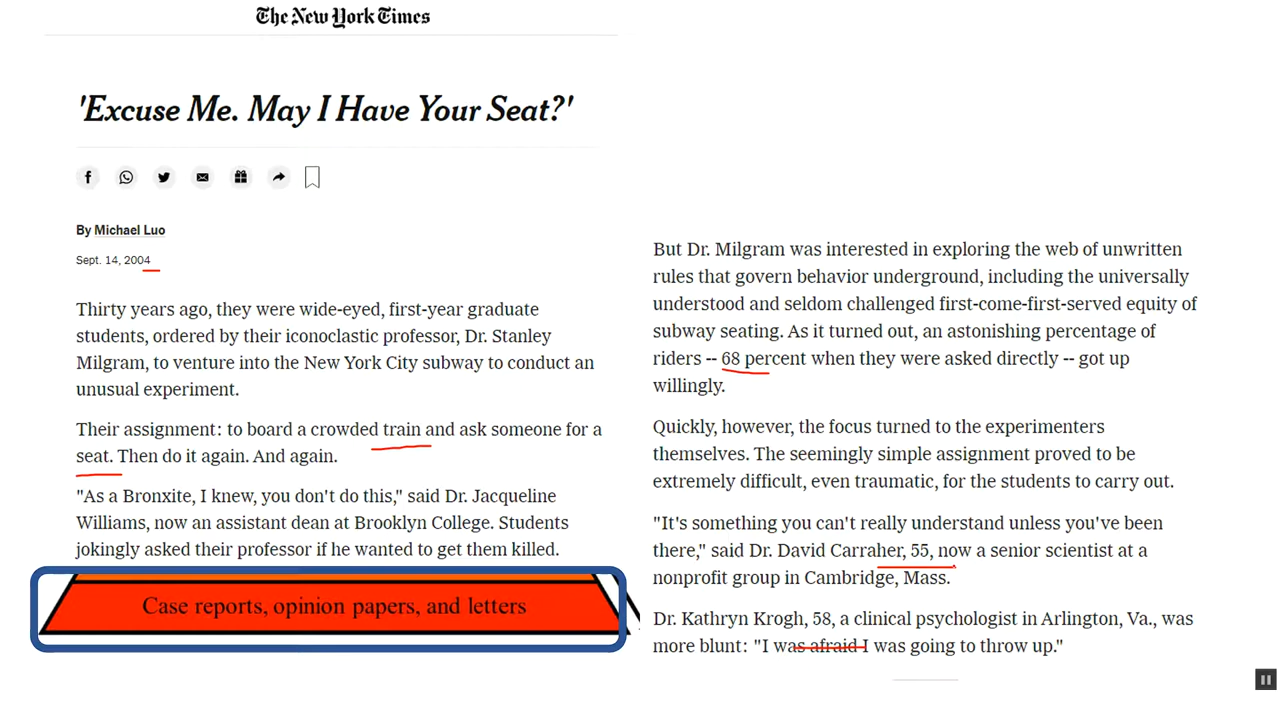 The New York Times
'Excuse Me. May I Have Your Seat?'
By Michael Luo
Sept. 14, 2004
Thirty years ago, they were wide-eyed, first-year graduate
students, ordered by their iconoclastic professor, Dr. Stanley
Milgram, to venture into the New York City subway to conduct an
unusual experiment.
Their assignment: to board a crowded train and ask someone for a
seat. Then do it again. And again.
"As a Bronxite, I knew, you don't do this," said Dr. Jacqueline
Williams, now an assistant dean at Brooklyn College. Students
jokingly asked their professor if he wanted to get them killed.
Case reports, opinion papers, and letters
But Dr. Milgram was interested in exploring the web of unwritten
rules that govern behavior underground, including the universally
understood and seldom challenged first-come-first-served equity of
subway seating. As it turned out, an astonishing percentage of
riders -- 68 percent when they were asked directly -- got up
willingly.
Quickly, however, the focus turned to the experimenters
themselves. The seemingly simple assignment proved to be
extremely difficult, even traumatic, for the students to carry out.
"It's something you can't really understand unless you've been
there," said Dr. David Carraher, 55, now a senior scientist at a
nonprofit group in Cambridge, Mass.
Dr. Kathryn Krogh, 58, a clinical psychologist in Arlington, Va., was
more blunt: "I was afraid I was going to throw up."